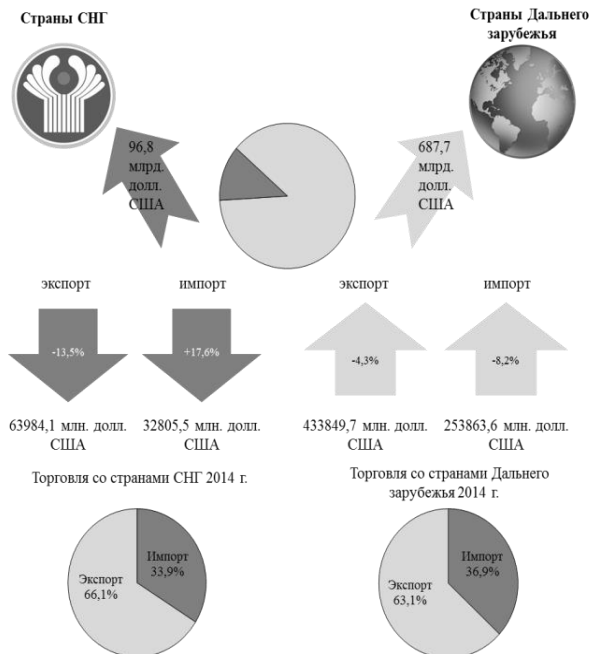 Страны СНГ
Страны Дальнего
зарубежья
96,8
млрд.
долл.
США
687,7
млрд.
долл.
США
экспорт
импорт
экспорт
импорт
-13,5%
+17,6%
-4,3%
-8,2%
63984,1 млн. долл.
США
32805,5 млн. долл.
США
433849,7 млн. долл.
США
253863,6 млн. долл.
США
Торговля со странами СНГ 2014 г.
Торговля со странами Дальнего
зарубежья 2014 г.
Импорт
33,9%
Экспорт
66,1%
Импорт
36,9%
Экспорт
63,1%